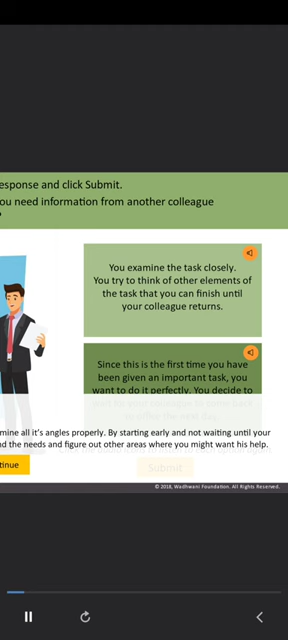 esponse and click Submit.
ou need information from another colleague
?
You examine the task closely.
You try to think of other elements of
the task that you can finish until
your colleague returns.
Since this is the first time you have
been given an important task, you
want to do it perfectly. You decide to
mine all it's angles properly. By starting early and not waiting until your
nd the needs and figure out other areas where you might want his help.
tinue
Submit
© 2018, Wadhwani Foundation. All Rights Reserved.